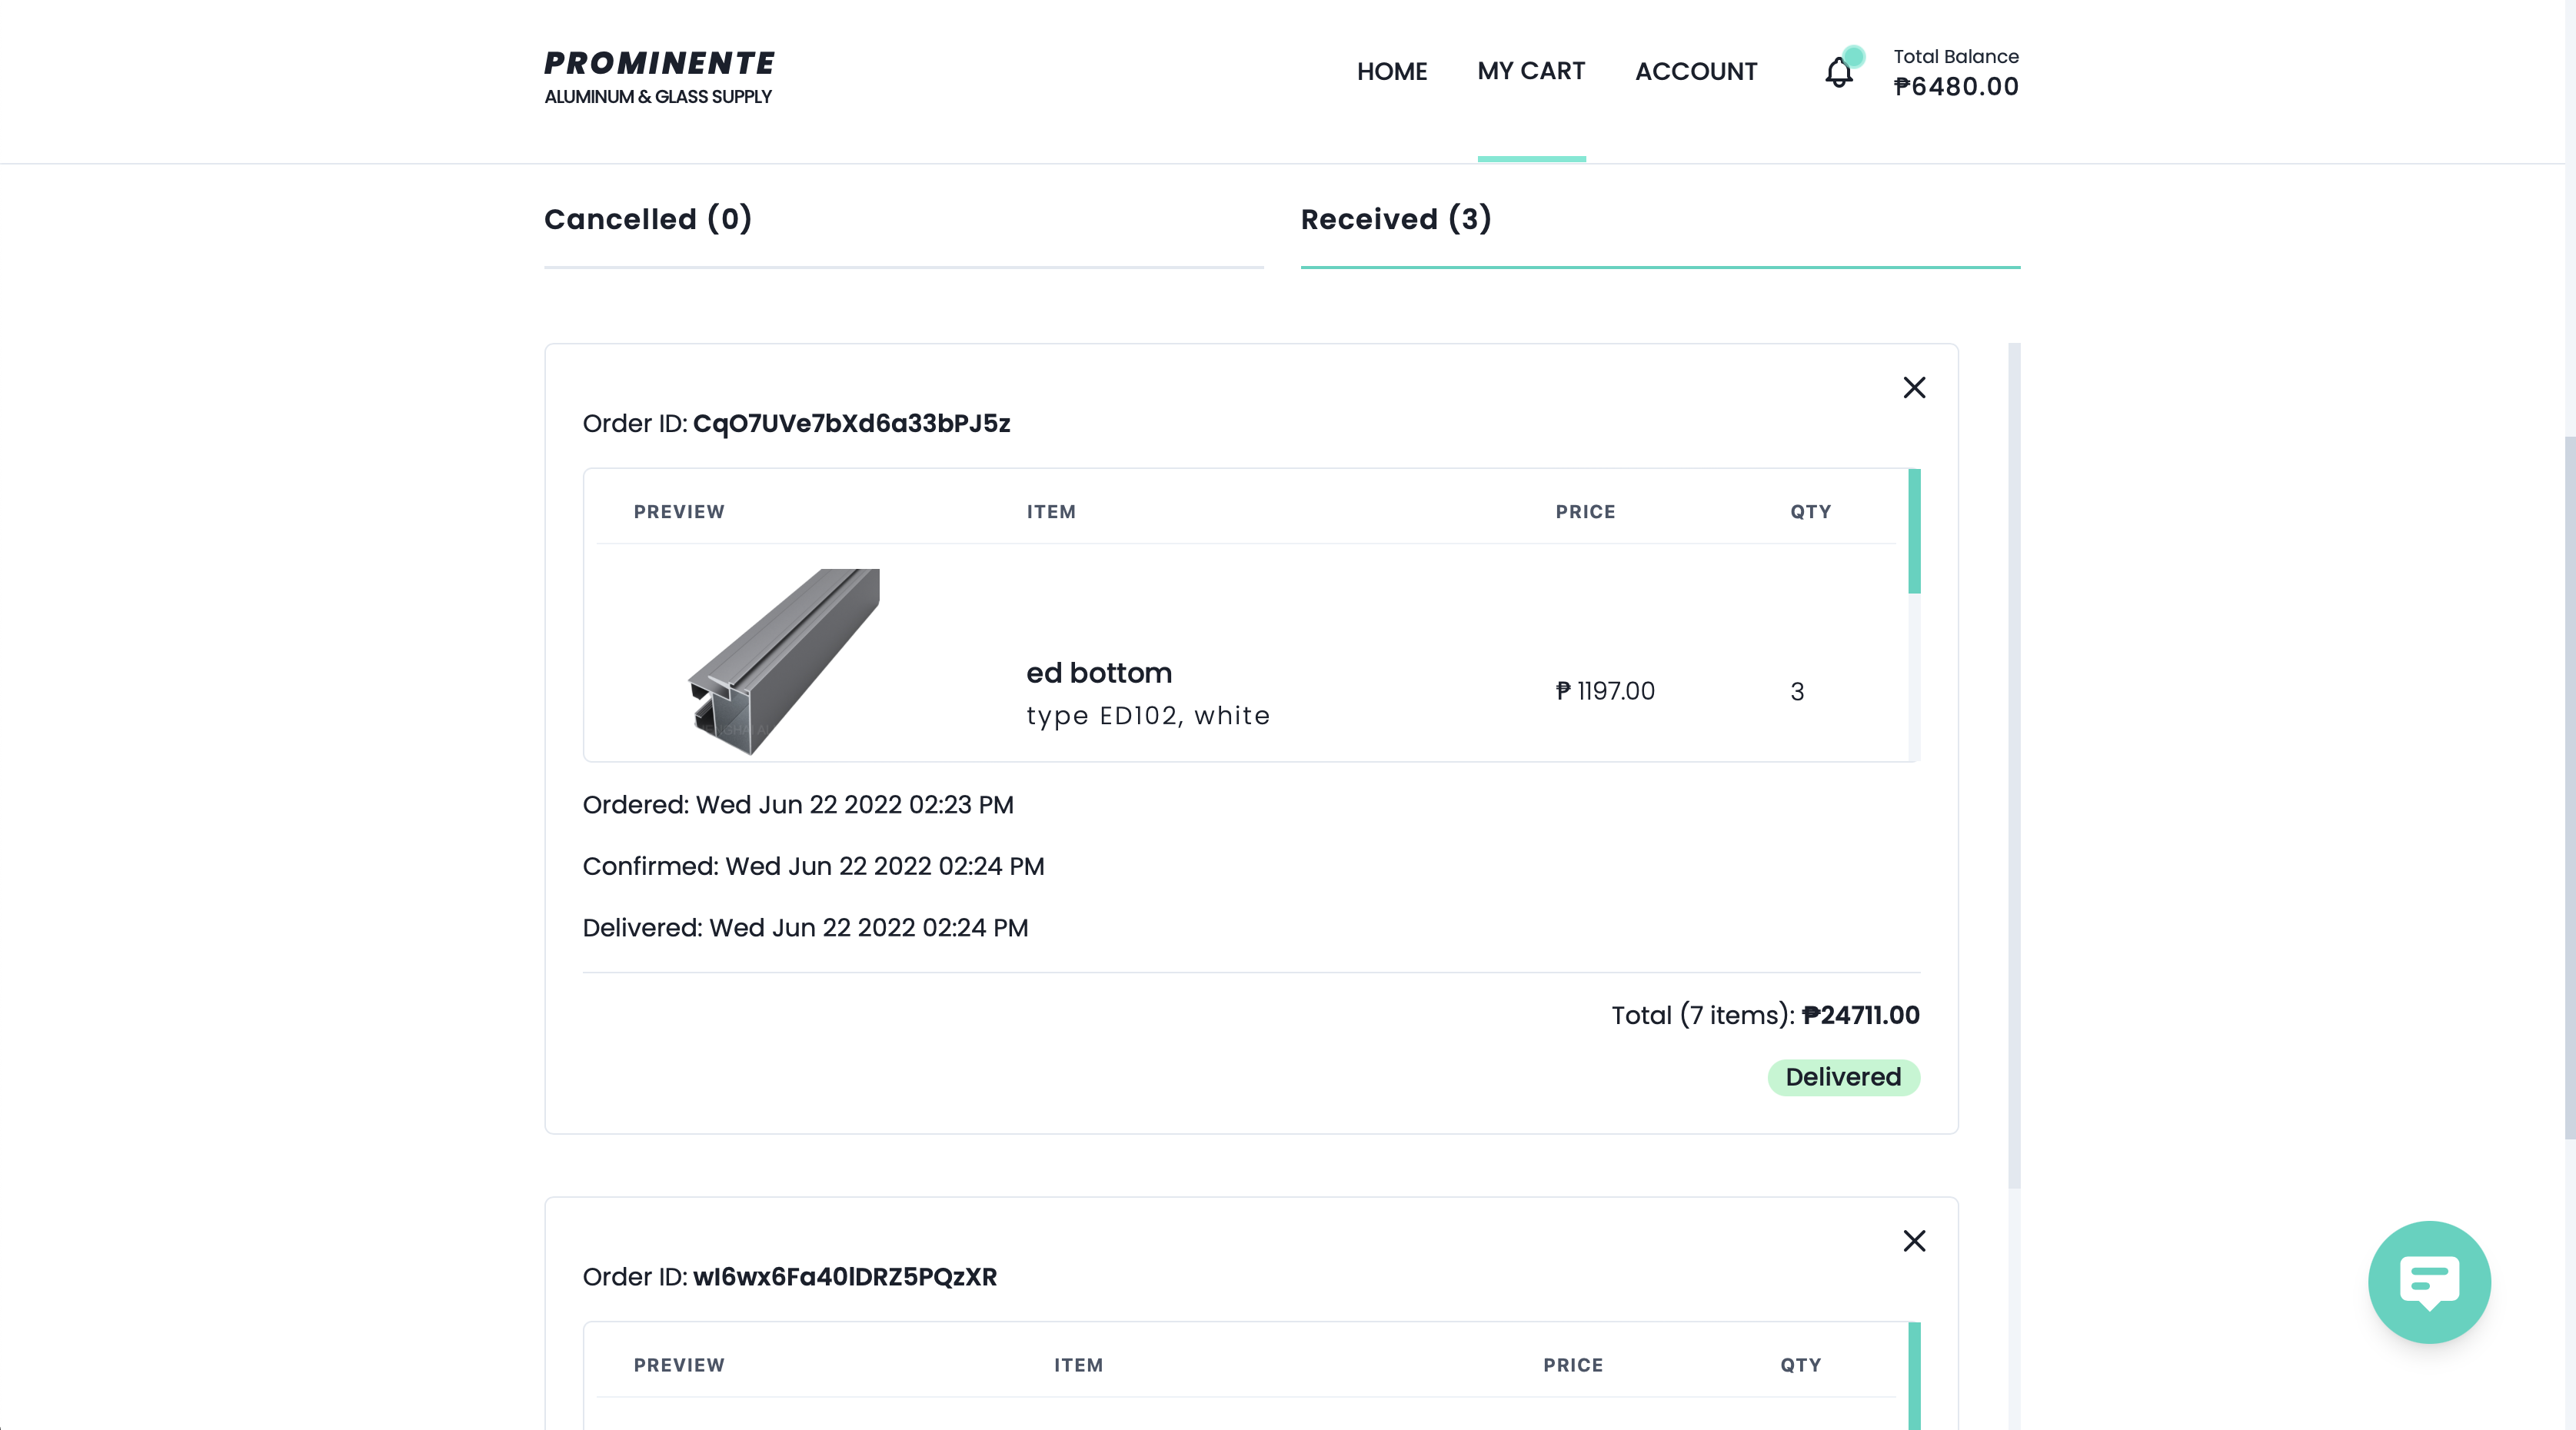 PROMINENTE
ALUMINUM & GLASS SUPPLY
HOME
MY CART
ACCOUNT
Total Balance
₱6480.00
Cancelled (0)
Received (3)
Order ID: CqO7UVe7bXd6a33bPJ5z
PREVIEW ITEM PRICE QTY
ed bottom
type ED102, white
₱ 1197.00
3
Ordered: Wed Jun 22 2022 02:23 PM
Confirmed: Wed Jun 22 2022 02:24 PM
Delivered: Wed Jun 22 2022 02:24 PM
Total (7 items): ₱24711.00
Delivered
Order ID: wI6wx6Fa40lDRZ5PQzXR
PREVIEW ITEM PRICE QTY